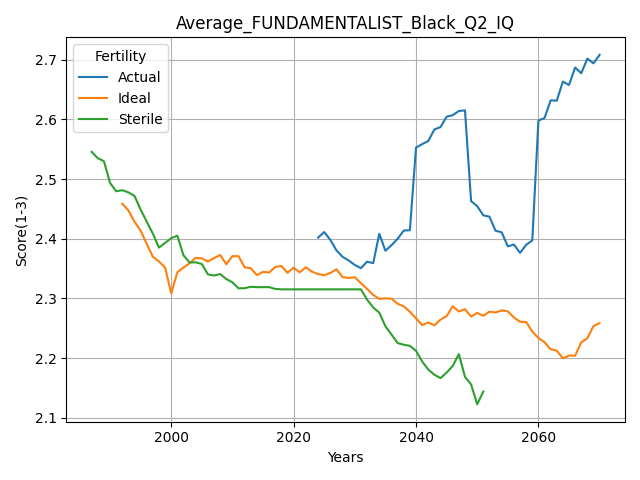 Average_FUNDAMENTALIST_Black_Q2_IQ
Fertility
Actual
Ideal
Sterile
Score(1-3)
2.7
2.6
2.5
2.4
2.3
2.2
2.1
2000 2020 2040 2060
Years